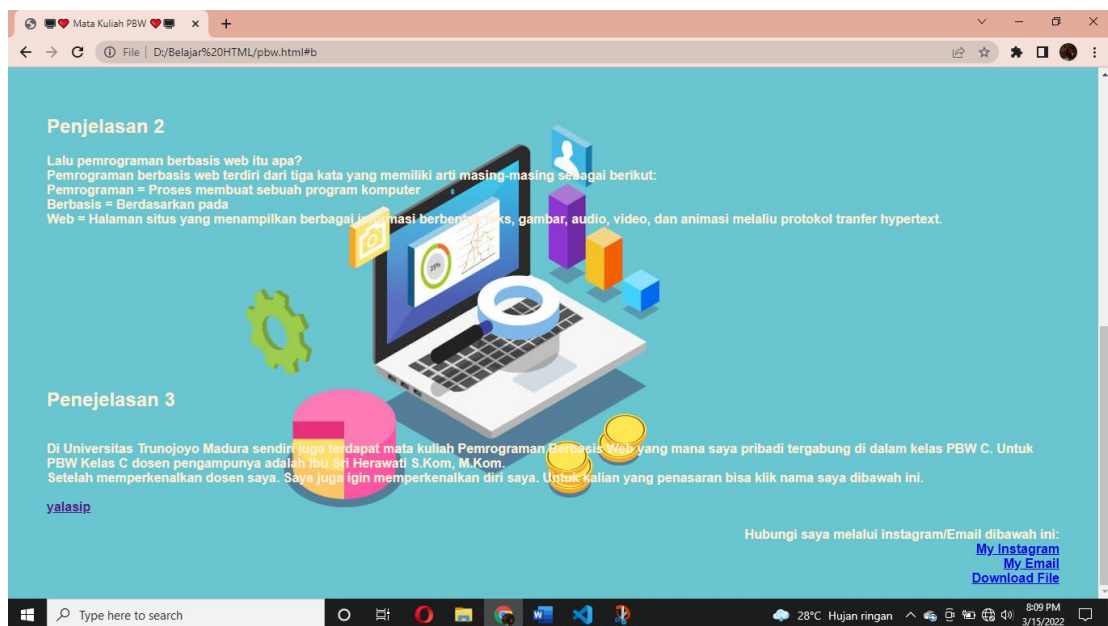 Mata Kuliah PBW
File | D:/Belajar%20HTML/pbw.html#b
Penjelasan 2
Lalu pemrograman berbasis web itu apa?
Pemrograman berbasis web terdiri dari tiga kata yang memiliki arti masing-masing sebagai berikut:
Pemrograman = Proses membuat sebuah program komputer
Berbasis = Berdasarkan pada
Web = Halaman situs yang menampilkan berbagai informasi berbentuk teks, gambar, audio, video, dan animasi melaliu protokol tranfer hypertext.
25%
Penejelasan 3
Di Universitas Trunojoyo Madura sendiri juga terdapat mata kuliah Pemrograman Berbasis Web yang mana saya pribadi tergabung di dalam kelas PBW C. Untuk
PBW Kelas C dosen pengampunya adalah Ibu Sri Herawati S.Kom, M.Kom.
Setelah memperkenalkan dosen saya. Saya juga igin memperkenalkan diri saya. Untuk kalian yang penasaran bisa klik nama saya dibawah ini.
yalasip
Hubungi saya melalui instagram/Email dibawah ini:
My Instagram
My Email
Download File
Type here to search
28°C Hujan ringan
8:09 PM
3/15/2022